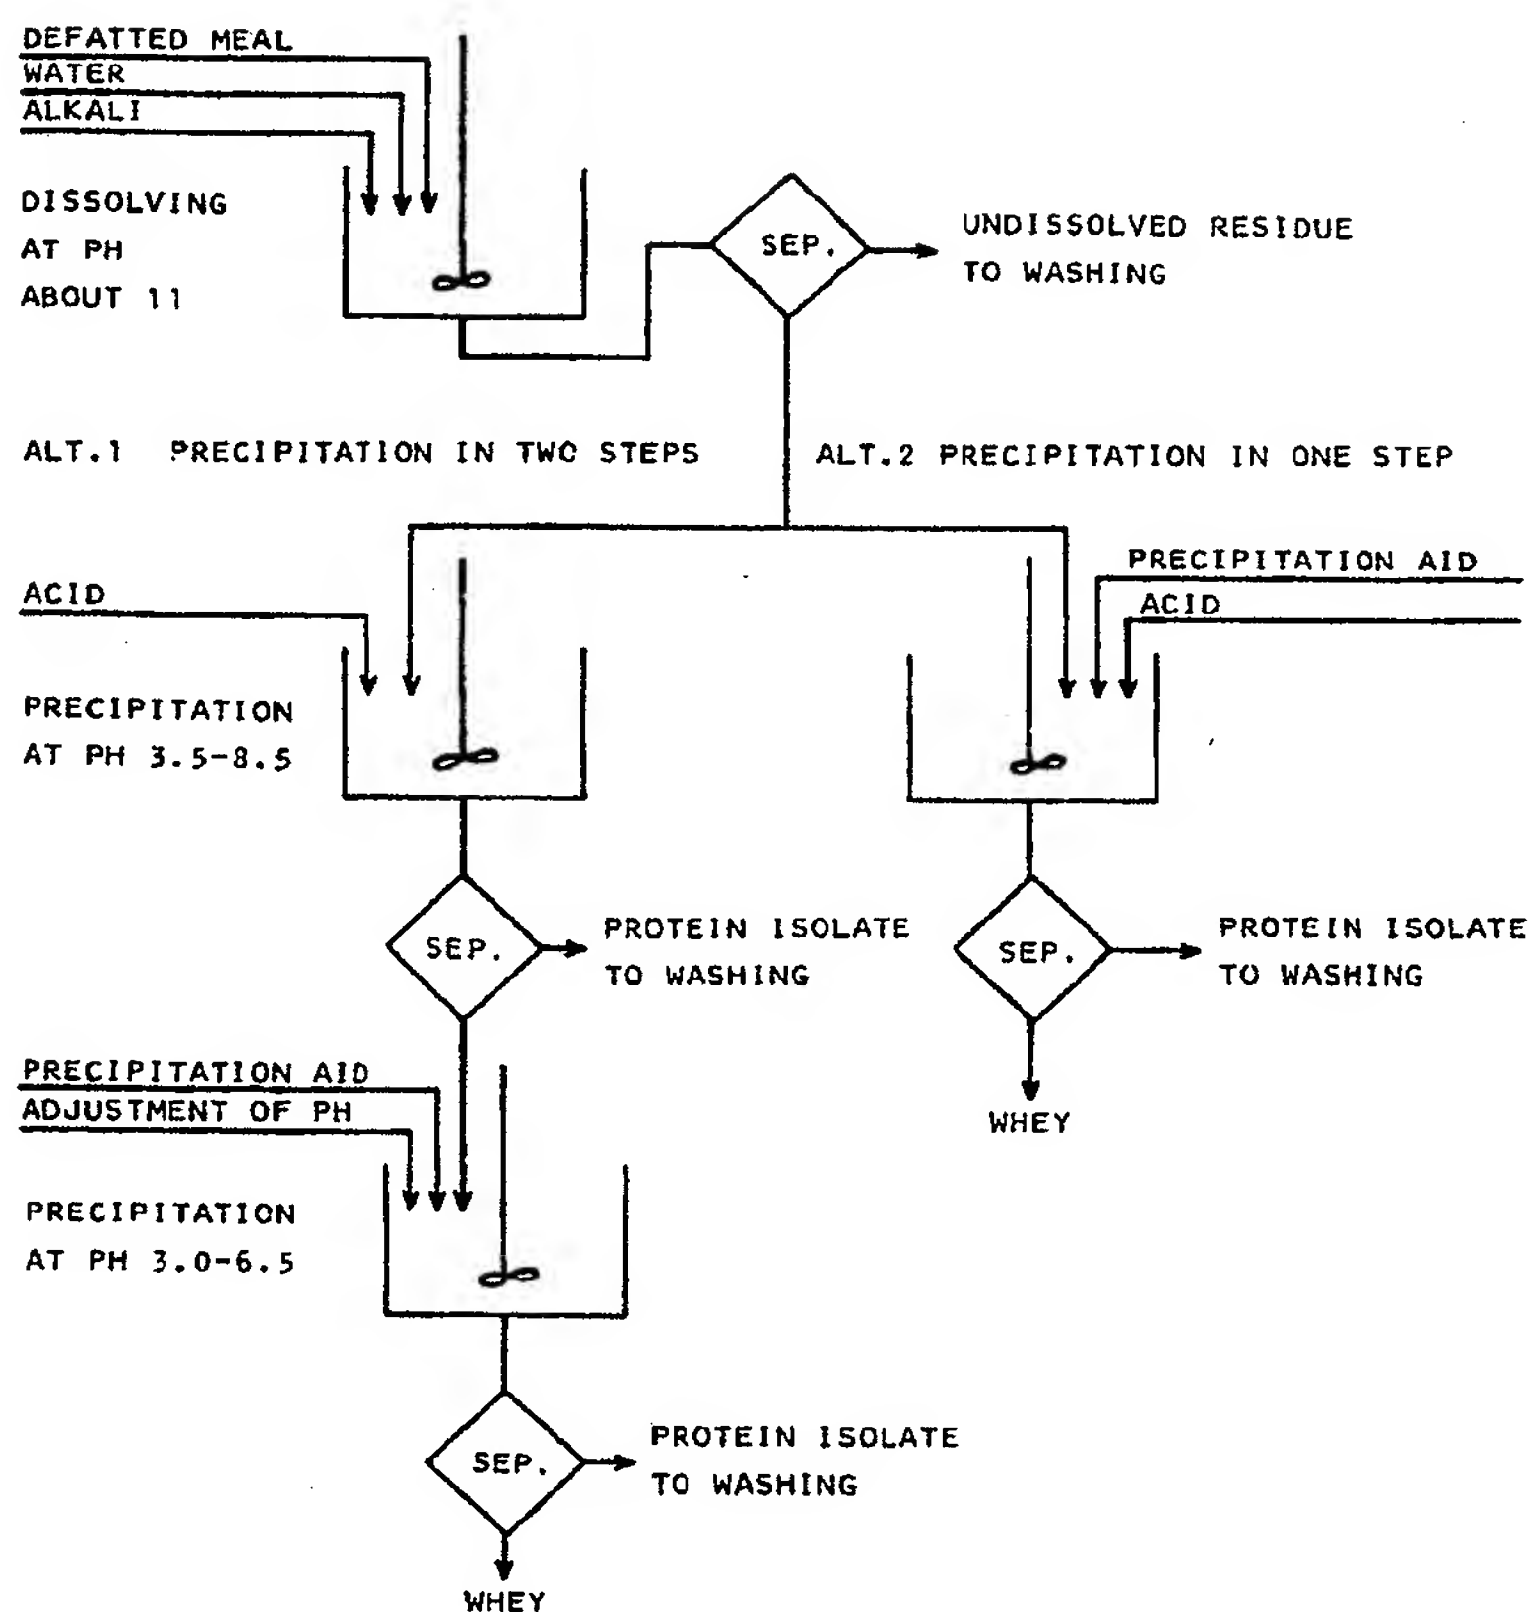 DEFATTED MEAL
WATER
ALKALI
DISSOLVING
AT PH
ABOUT 11
SEP.
UNDISSOLVED RESIDUE
TO WASHING
ALT.1 PRECIPITATION IN TWO STEPS
ALT.2 PRECIPITATION IN ONE STEP
ACID
PRECIPITATION
AT PH 3.5-8.5
PRECIPITATION AID
ACID
SEP.
PROTEIN ISOLATE
TO WASHING
SEP.
PROTEIN ISOLATE
TO WASHING
WHEY
PRECIPITATION AID
ADJUSTMENT OF PH
PRECIPITATION
AT PH 3.0-6.5
SEP.
PROTEIN ISOLATE
TO WASHING
WHEY